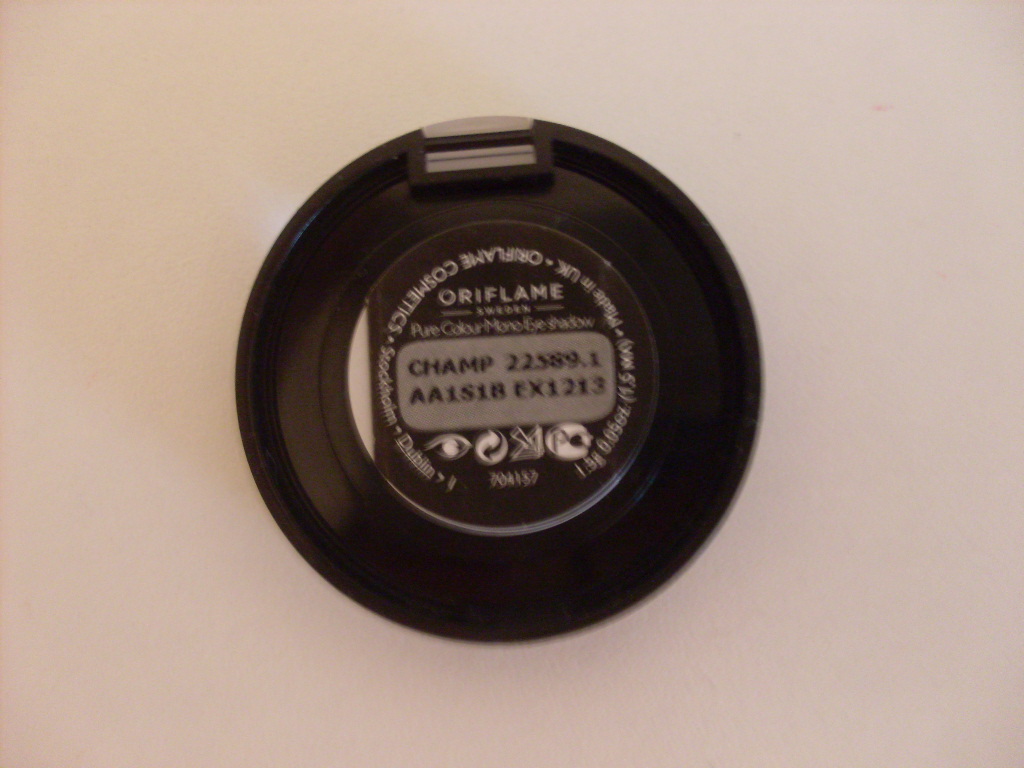 ORIFLAME
SWEDEN
Pure Colour Mono Eye shadow
CHAMP 22589.1
AA1S1B EX1213
704157
ORIFLAME COSMETICS • Stockholm • Dublin •
Made in UK •